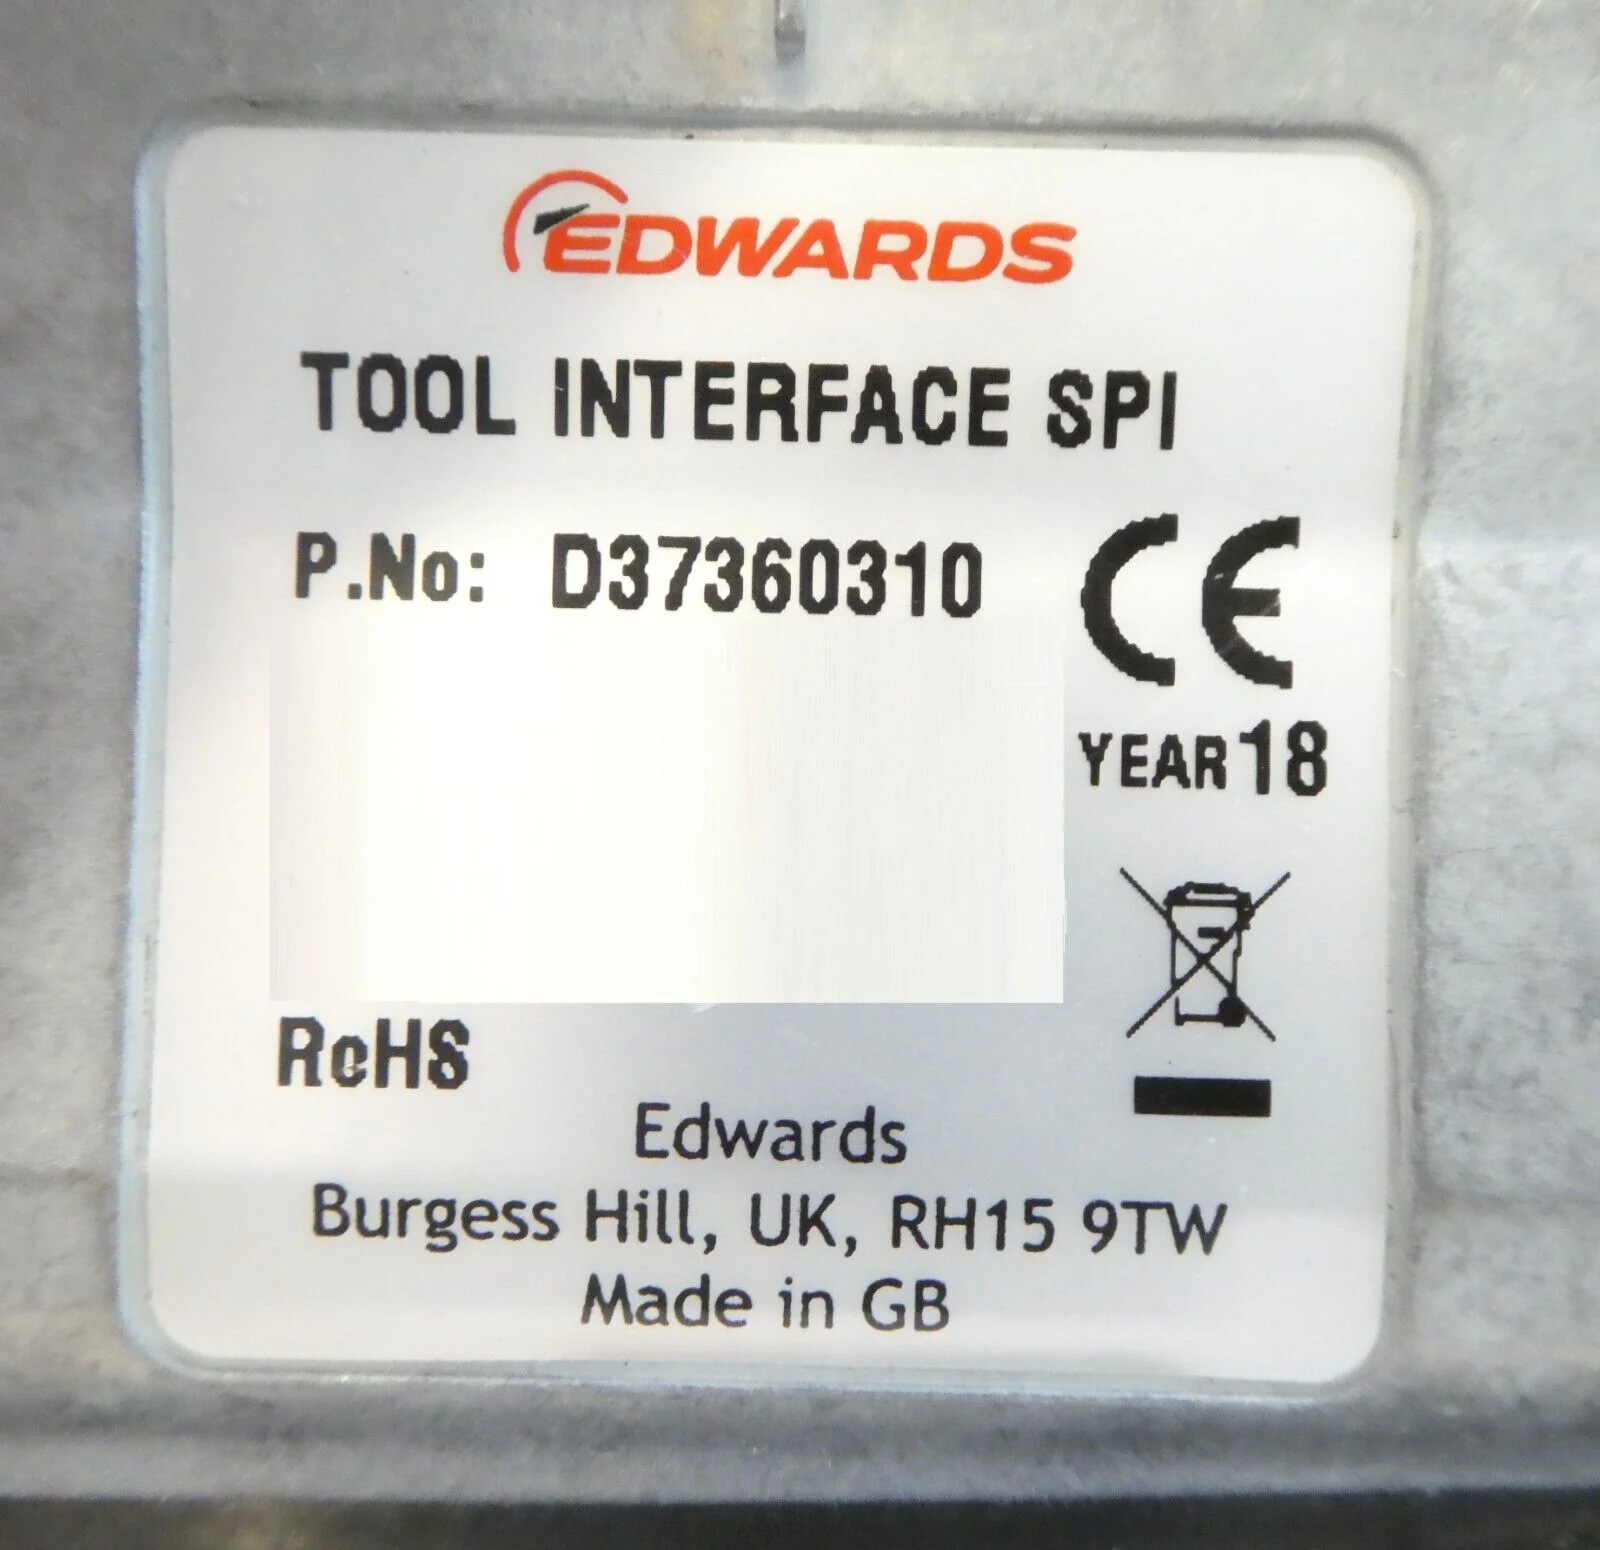 EDWARDS
TOOL INTERFACE SPI
P.No: D37360310
CE
YEAR 18
RoHS
Edwards
Burgess Hill, UK, RH15 9TW
Made in GB